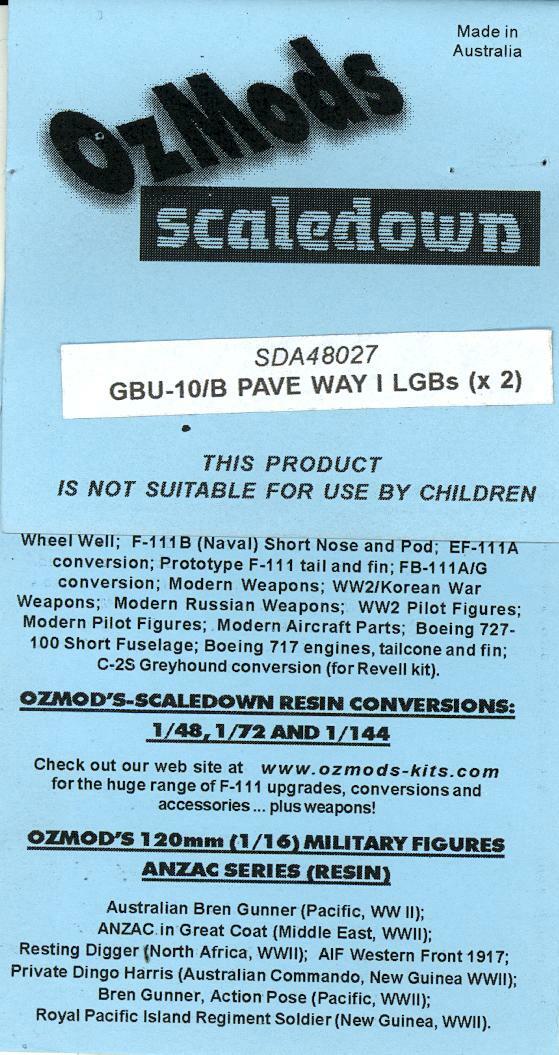 Made in
Australia
OzMods
scaledown
SDA48027
GBU-10/B PAVE WAY I LGBs (x 2)
THIS PRODUCT
IS NOT SUITABLE FOR USE BY CHILDREN
Wheel Well; F-111B (Naval) Short Nose and Pod; EF-111A
conversion; Prototype F-111 tail and fin; FB-111A/G
conversion; Modern Weapons; WW2/Korean War
Weapons; Modern Russian Weapons; WW2 Pilot Figures;
Modern Pilot Figures; Modern Aircraft Parts; Boeing 727-
100 Short Fuselage; Boeing 717 engines, tailcone and fin;
C-2S Greyhound conversion (for Revell kit).
OZMOD'S-SCALEDOWN RESIN CONVERSIONS:
1/48, 1/72 AND 1/144
Check out our web site at www.ozmods-kits.com
for the huge range of F-111 upgrades, conversions and
accessories ... plus weapons!
OZMOD'S 120mm (1/16) MILITARY FIGURES
ANZAC SERIES (RESIN)
Australian Bren Gunner (Pacific, WW II);
ANZAC in Great Coat (Middle East, WWII);
Resting Digger (North Africa, WWII); AIF Western Front 1917;
Private Dingo Harris (Australian Commando, New Guinea WWII);
Bren Gunner, Action Pose (Pacific, WWII);
Royal Pacific Island Regiment Soldier (New Guinea, WWII).